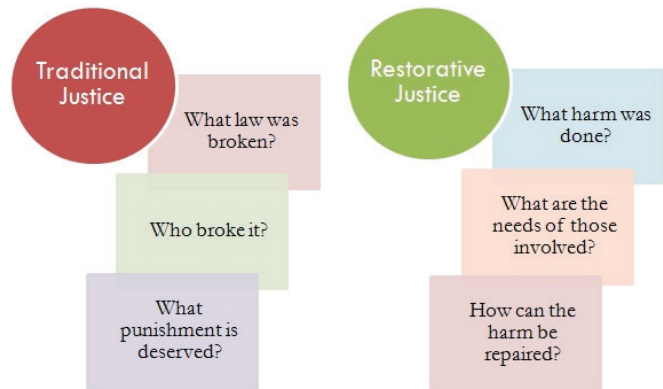 Traditional
Justice
What law was
broken?
Who broke it?
What
punishment is
deserved?
Restorative
Justice
What harm was
done?
What are the
needs of those
involved?
How can the
harm be
repaired?